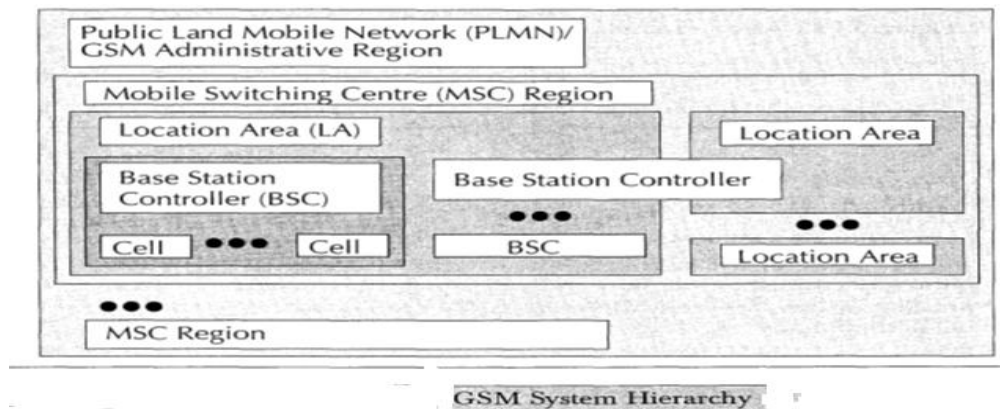 Public Land Mobile Network (PLMN)/
GSM Administrative Region
Mobile Switching Centre (MSC) Region
Location Area (LA)
Location Area
Base Station
Controller (BSC)
Base Station Controller
Cell
Cell
BSC
Location Area
MSC Region
GSM System Hierarchy